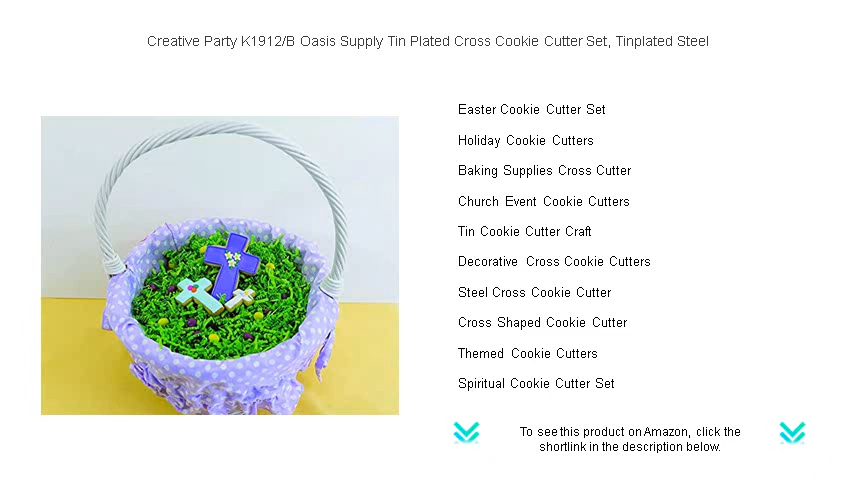 Creative Party K1912/B Oasis Supply Tin Plated Cross Cookie Cutter Set, Tinplated Steel
Easter Cookie Cutter Set
Holiday Cookie Cutters
Baking Supplies Cross Cutter
Church Event Cookie Cutters
Tin Cookie Cutter Craft
Decorative Cross Cookie Cutters
Steel Cross Cookie Cutter
Cross Shaped Cookie Cutter
Themed Cookie Cutters
Spiritual Cookie Cutter Set
To see this product on Amazon, click the
shortlink in the description below.